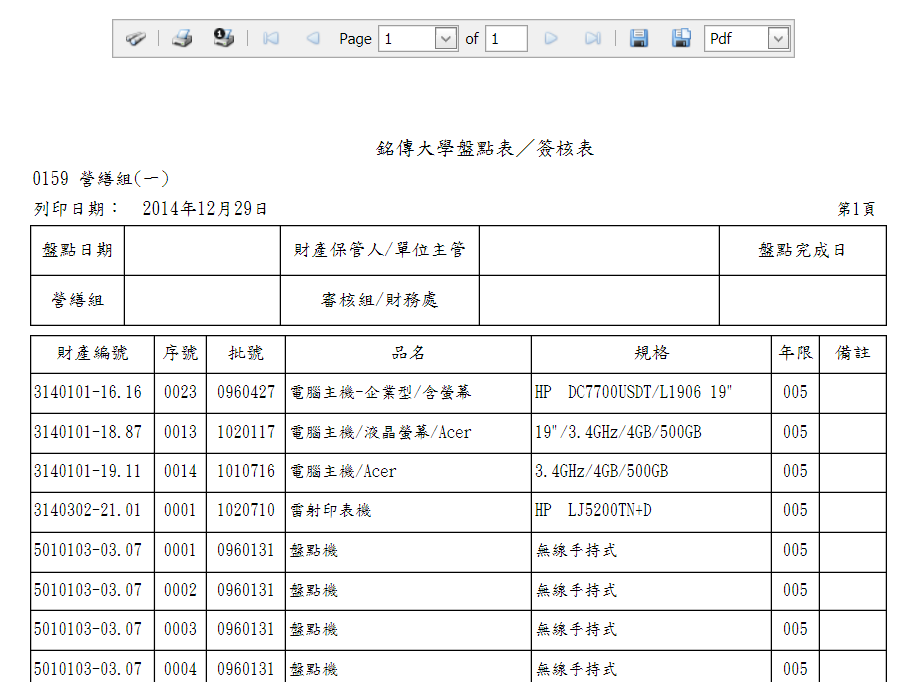 Page 1 of 1 Pdf
銘傳大學盤點表／簽核表
0159 營繕組(一)
列印日期： 2014年12月29日 第1頁
盤點日期 財產保管人/單位主管 盤點完成日
營繕組 審核組/財務處
財產編號 序號 批號 品名 規格 年限 備註
3140101-16.16 0023 0960427 電腦主機-企業型/含螢幕 HP DC7700USDT/L1906 19" 005
3140101-18.87 0013 1020117 電腦主機/液晶螢幕/Acer 19"/3.4GHz/4GB/500GB 005
3140101-19.11 0014 1010716 電腦主機/Acer 3.4GHz/4GB/500GB 005
3140302-21.01 0001 1020710 雷射印表機 HP LJ5200TN+D 005
5010103-03.07 0001 0960131 盤點機 無線手持式 005
5010103-03.07 0002 0960131 盤點機 無線手持式 005
5010103-03.07 0003 0960131 盤點機 無線手持式 005
5010103-03.07 0004 0960131 盤點機 無線手持式 005